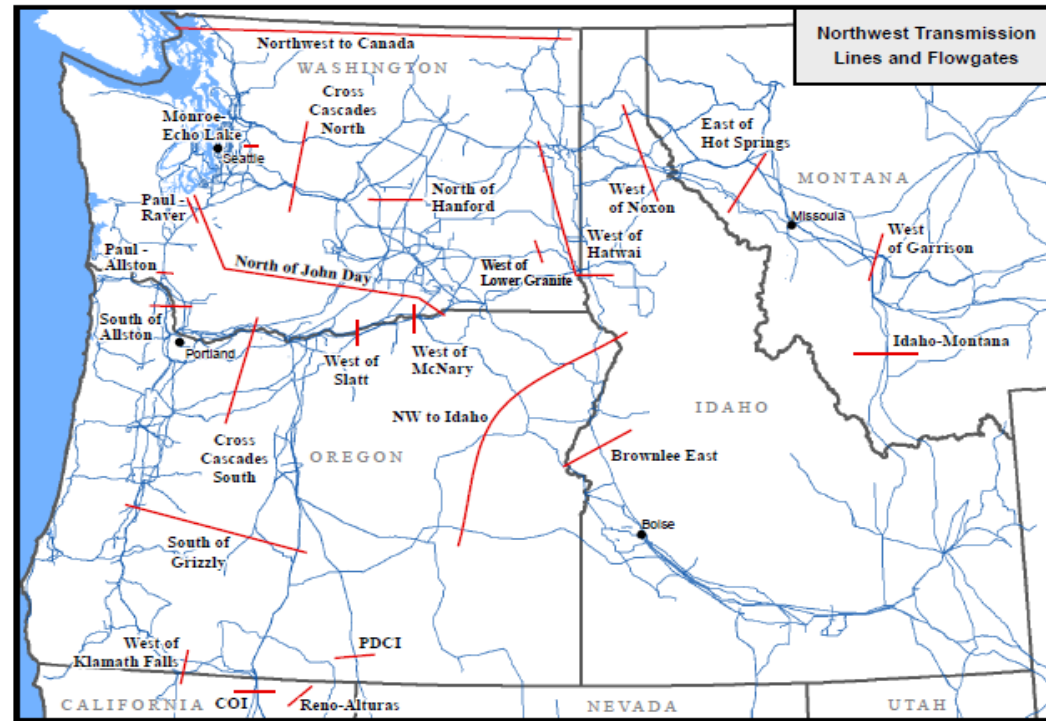 Northwest Transmission
Lines and Flowgates
Northwest to Canada
WASHINGTON
Cross
Cascades
North
Monroe-
Echo Lake
Seattle
East of
Hot Springs
MONTANA
North of
Hanford
West
of Noxon
Paul -
Raver
Missoula
West
of Garrison
West of
Hatwai
Paul -
Allston
North of John Day
West of
Lower Granite
South of
Allston
Portland
West of
Slatt
West of
McNary
Idaho-Montana
NW to Idaho
IDAHO
Cross
Cascades
South
OREGON
Brownlee East
Boise
South of
Grizzly
West of
Klamath Falls
PDCI
CALIFORNIA
COI
Reno-Alturas
NEVADA
UTAH